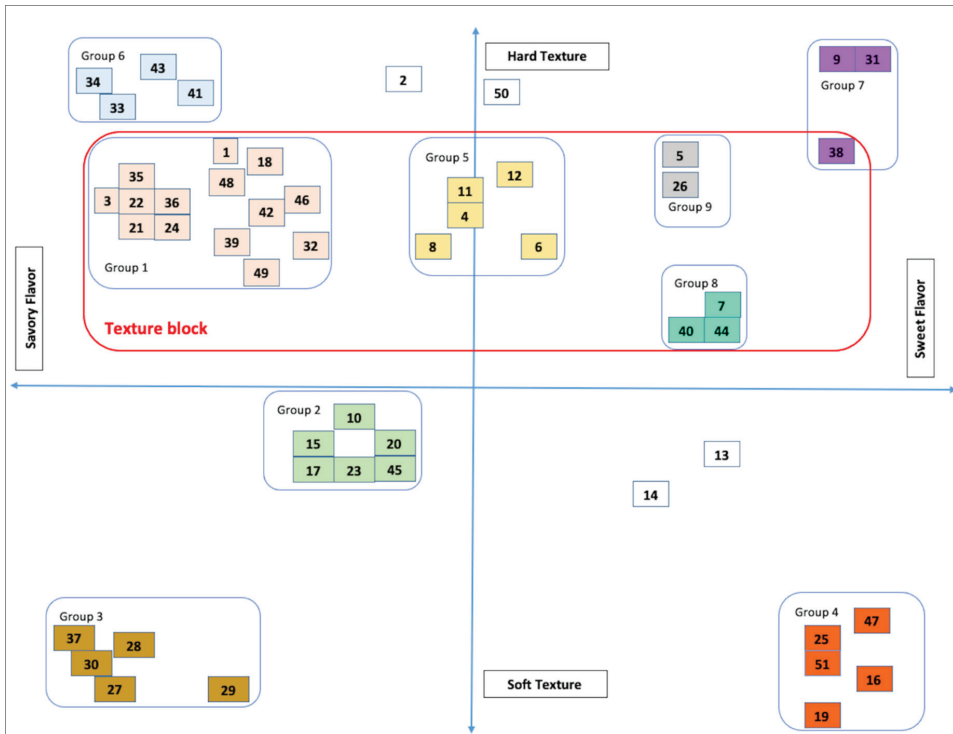 Group 6
43
34
41
33
2
Hard Texture
50
9 31
Group 7
38
1
18
35
48
3 22 36
46
42
21 24
39
32
Group 1
49
Group 5
12
11
4
8
6
5
26
Group 9
Group 8
7
40 44
Texture block
Savory Flavor
Sweet Flavor
Group 2
10
15
20
17 23 45
13
14
Group 3
37
28
30
27
29
Soft Texture
Group 4
47
25
51
16
19